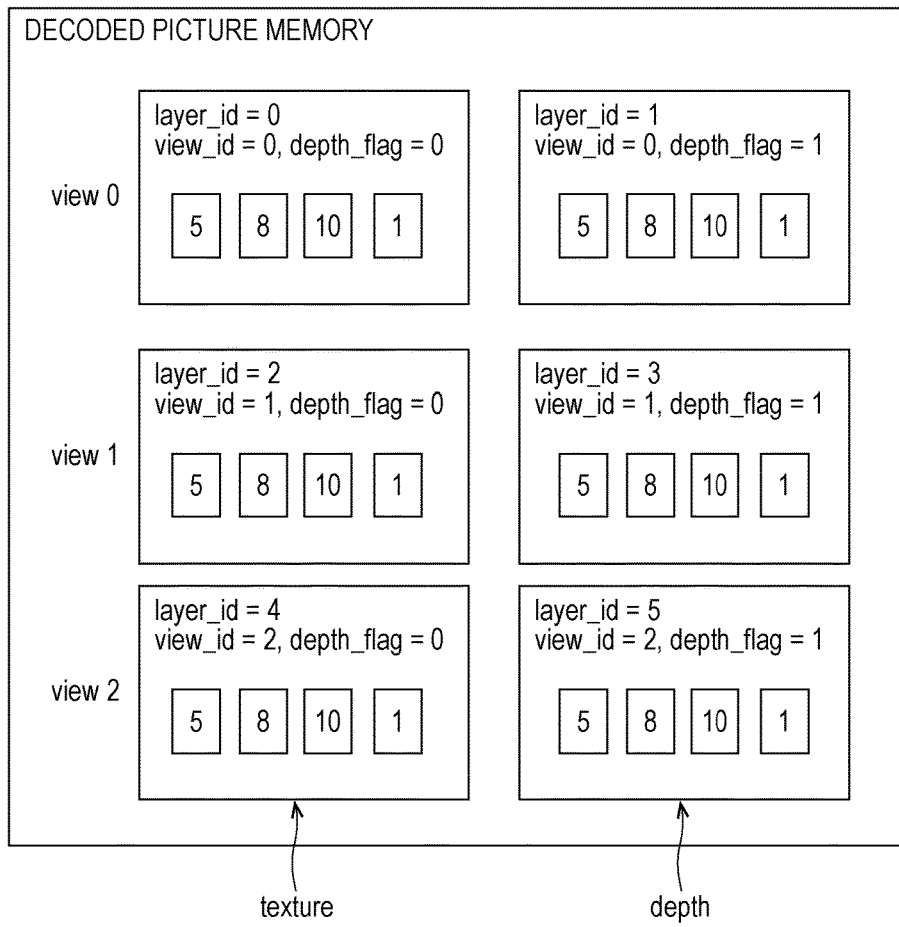 DECODED PICTURE MEMORY
layer_id = 0
view_id = 0, depth_flag = 0
layer_id = 1
view_id = 0, depth_flag = 1
view 0
5 8 10 1
5 8 10 1
layer_id = 2
view_id = 1, depth_flag = 0
layer_id = 3
view_id = 1, depth_flag = 1
view 1
5 8 10 1
5 8 10 1
layer_id = 4
view_id = 2, depth_flag = 0
layer_id = 5
view_id = 2, depth_flag = 1
view 2
5 8 10 1
5 8 10 1
texture
depth